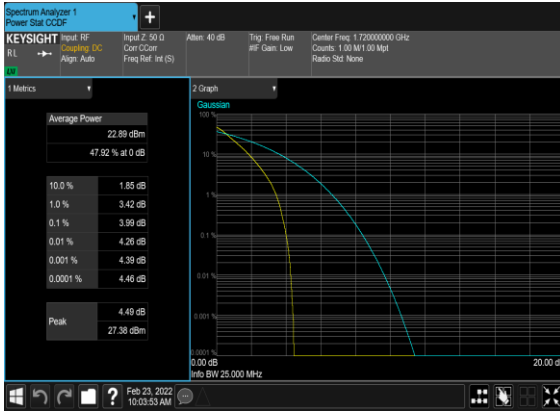 Spectrum Analyzer 1
Power Stat CCDF
+
KEYSIGHT
RL
Input: RF
Coupling: DC
Align: Auto
Input Z: 50 Ω
Corr CCorr
Freq Ref: Int (S)
Atten: 40 dB
Trig: Free Run
#IF Gain: Low
Center Freq: 1.720000000 GHz
Counts: 1.00 M/1.00 Mpt
Radio Std: None
1 Metrics
Average Power
22.89 dBm
47.92 % at 0 dB
10.0 % 1.85 dB
1.0 % 3.42 dB
0.1 % 3.99 dB
0.01 % 4.26 dB
0.001 % 4.39 dB
0.0001 % 4.46 dB
Peak
4.49 dB
27.38 dBm
2 Graph
Gaussian
100 %
10 %
1 %
0.1 %
0.01 %
0.001 %
0.0001 %
0.00 dB
20.00 d
Info BW 25.000 MHz
?
Feb 23, 2022
10:03:53 AM